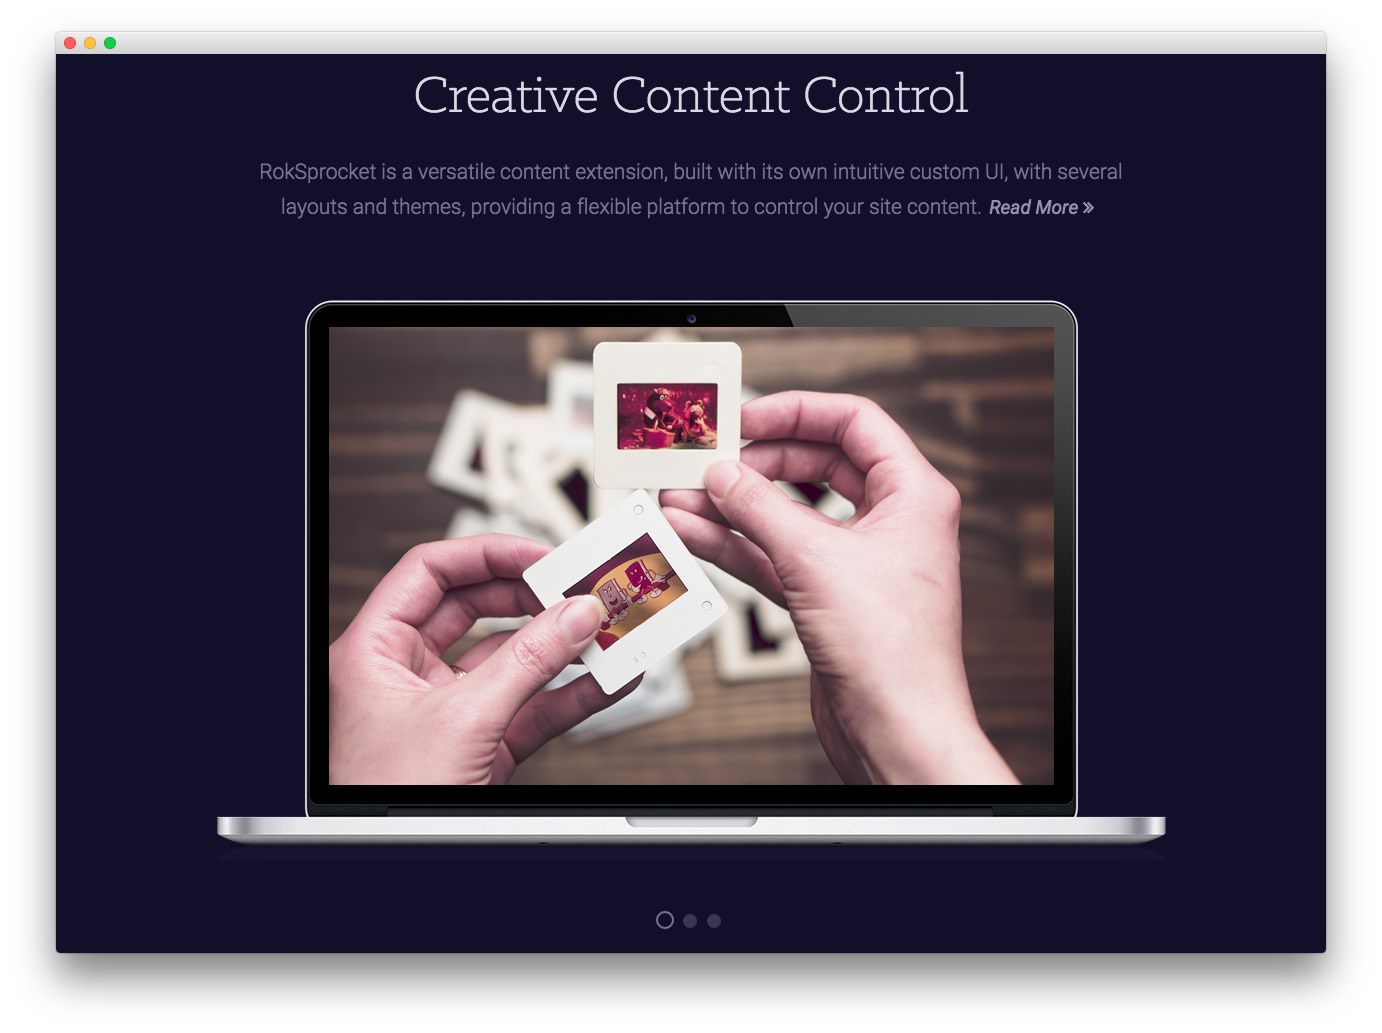 Creative Content Control
RokSprocket is a versatile content extension, built with its own intuitive custom UI, with several
layouts and themes, providing a flexible platform to control your site content. Read More »